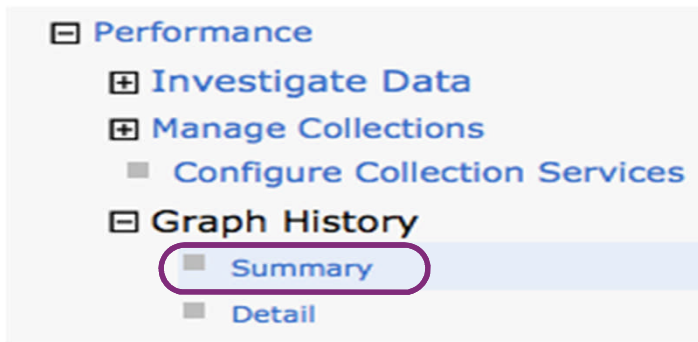 Performance
Investigate Data
Manage Collections
Configure Collection Services
Graph History
Summary
Detail